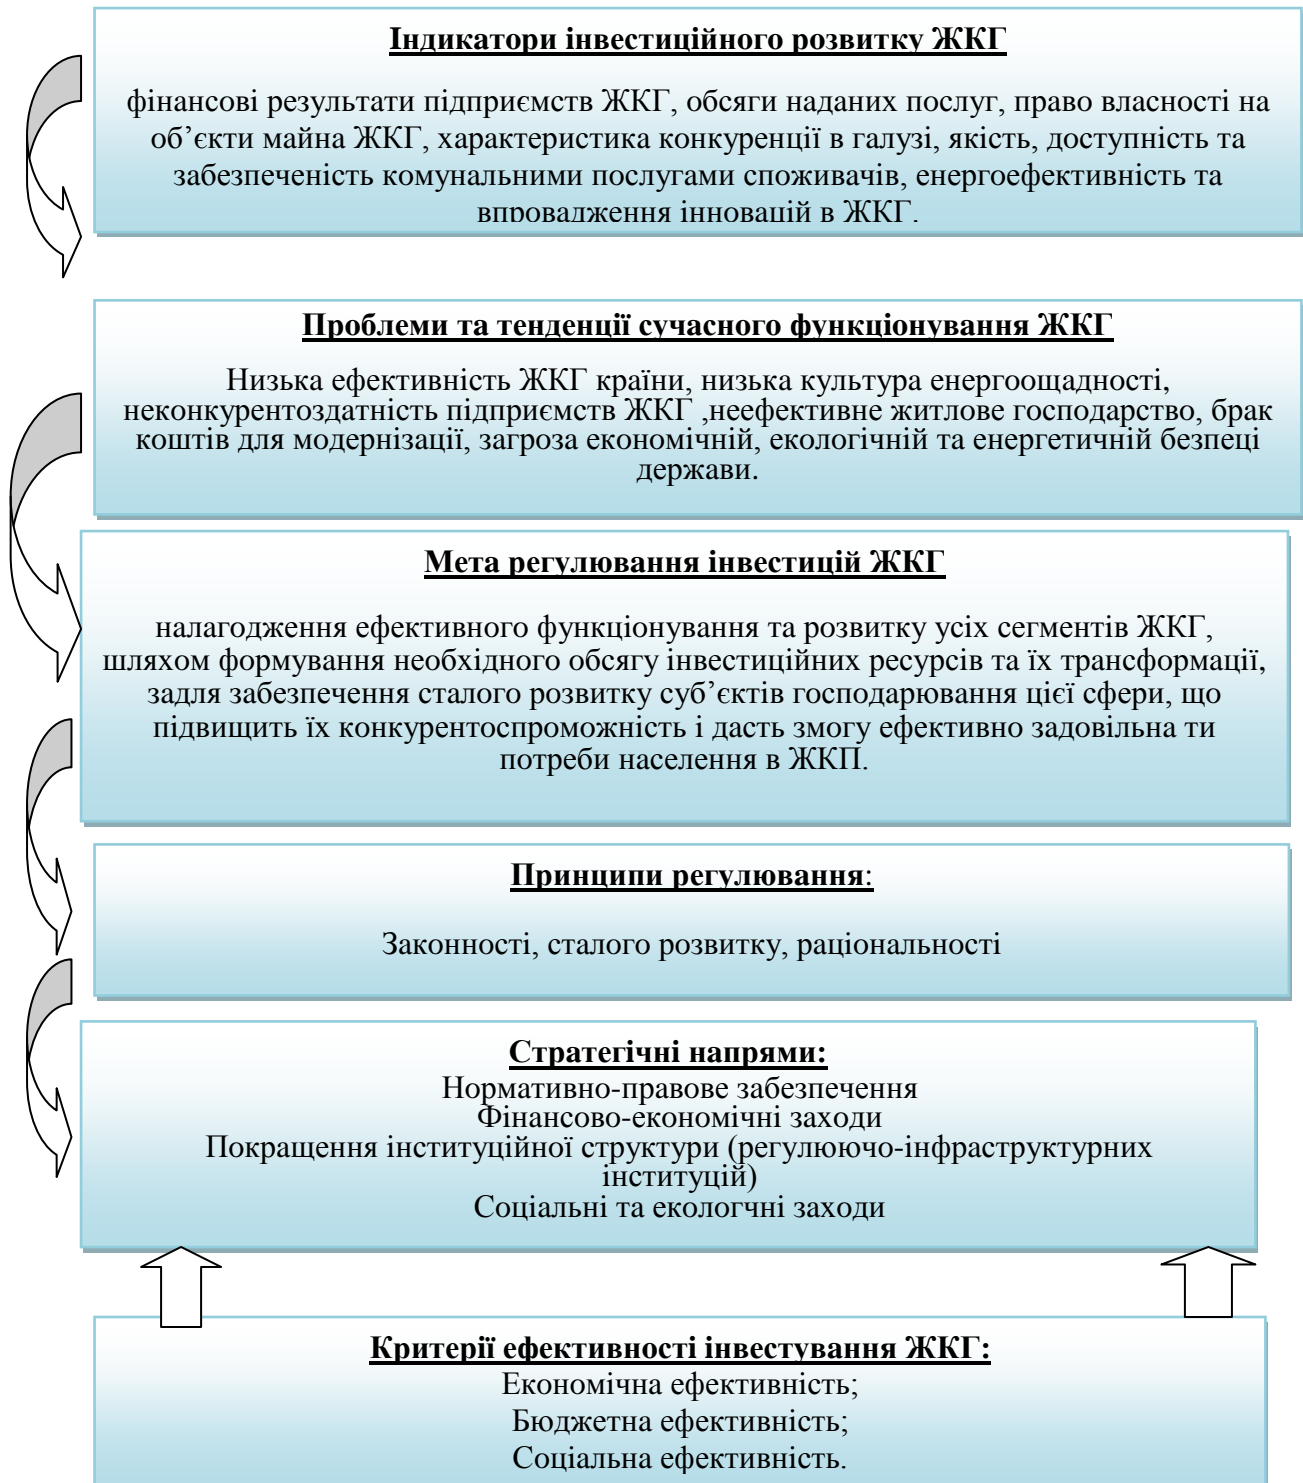 Індикатори інвестиційного розвитку ЖКГ
фінансові результати підприємств ЖКГ, обсяги наданих послуг, право власності на
об’єкти майна ЖКГ, характеристика конкуренції в галузі, якість, доступність та
забезпеченість комунальними послугами споживачів, енергоефективність та
впровадження інновацій в ЖКГ.
Проблеми та тенденції сучасного функціонування ЖКГ
Низька ефективність ЖКГ країни, низька культура енергоощадності,
неконкурентоздатність підприємств ЖКГ ,неефективне житлове господарство, брак
коштів для модернізації, загроза економічній, екологічній та енергетичній безпеці
держави.
Мета регулювання інвестицій ЖКГ
налагодження ефективного функціонування та розвитку усіх сегментів ЖКГ,
шляхом формування необхідного обсягу інвестиційних ресурсів та їх трансформації,
задля забезпечення сталого розвитку суб’єктів господарювання цієї сфери, що
підвищить їх конкурентоспроможність і дасть змогу ефективно задовільна ти
потреби населення в ЖКП.
Принципи регулювання:
Законності, сталого розвитку, раціональності
Стратегічні напрями:
Нормативно-правове забезпечення
Фінансово-економічні заходи
Покращення інституційної структури (регулюючо-інфраструктурних
інституцій)
Соціальні та екологчні заходи
Критерії ефективності інвестування ЖКГ:
Економічна ефективність;
Бюджетна ефективність;
Соціальна ефективність.